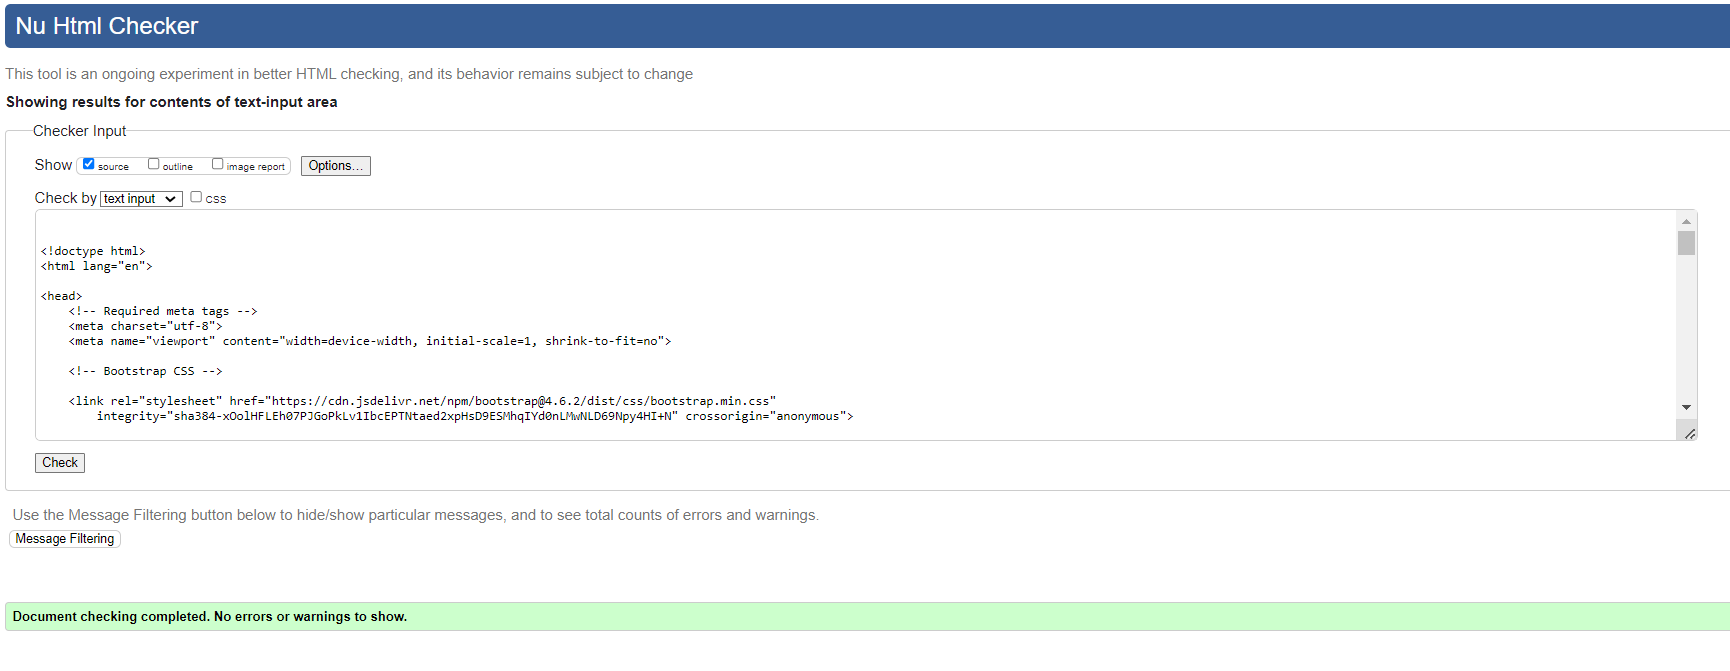 Nu Html Checker
This tool is an ongoing experiment in better HTML checking, and its behavior remains subject to change
Showing results for contents of text-input area
Checker Input
Show source outline image report Options...
Check by text input css
<!doctype html>
<html lang="en">
<head>
<!-- Required meta tags -->
<meta charset="utf-8">
<meta name="viewport" content="width=device-width, initial-scale=1, shrink-to-fit=no">
<!-- Bootstrap CSS -->
<link rel="stylesheet" href="https://cdn.jsdelivr.net/npm/bootstrap@4.6.2/dist/css/bootstrap.min.css"
integrity="sha384-xOolHFLEh07PJGoPkLv1IbcEPTNtaed2xpHsD9ESMhqIYd0nLMwNLD69Npy4HI+N" crossorigin="anonymous">
Check
Use the Message Filtering button below to hide/show particular messages, and to see total counts of errors and warnings.
Message Filtering
Document checking completed. No errors or warnings to show.